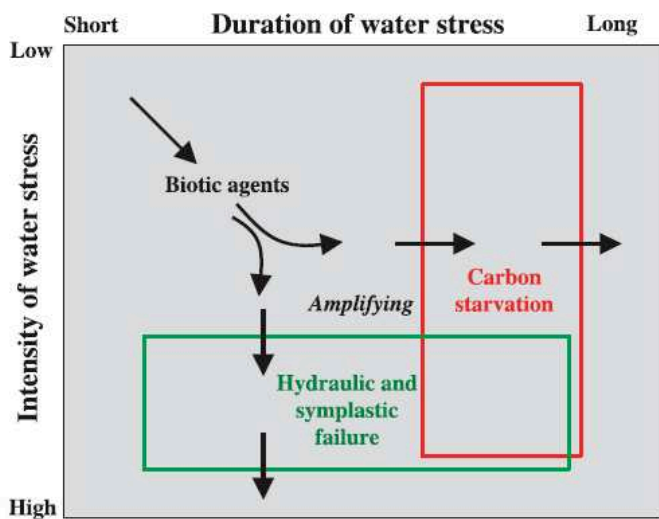 Short Duration of water stress Long
Low
Intensity of water stress
Biotic agents
Amplifying
Carbon
starvation
Hydraulic and
symplastic
failure
High